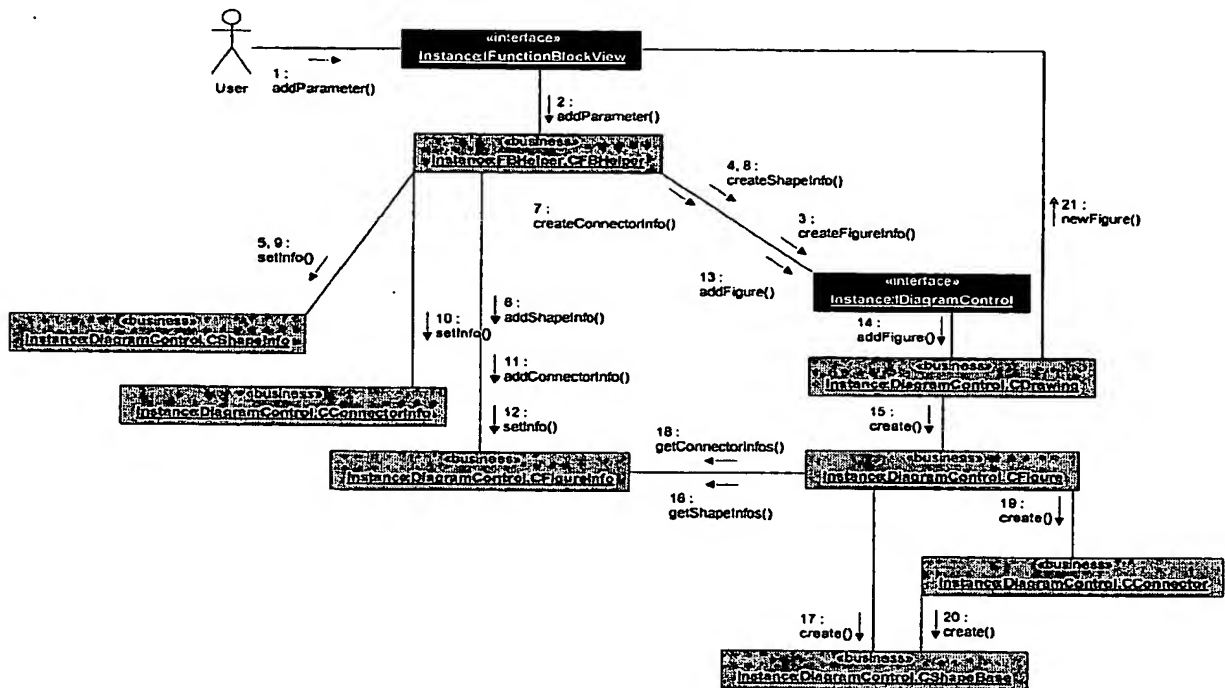 «interface»
Instance:IFunctionBlockView
1 :
addParameter()
User
2 :
addParameter()
«business»
Instance:FBHelper.CFBHelper
4, 8 :
createShapeInfo()
7 :
createConnectorInfo()
3 :
createFigureInfo()
21 :
newFigure()
5, 9 :
setInfo()
13 :
addFigure()
«interface»
Instance:IDiagramControl
6 :
addShapeInfo()
10 :
setInfo()
14 :
addFigure()
«business»
Instance:DiagramControl.CShapeInfo
11 :
addConnectorInfo()
«business»
Instance:DiagramControl.CDrawing
«business»
Instance:DiagramControl.CConnectorInfo
12 :
setInfo()
15 :
create()
18 :
getConnectorInfos()
«business»
Instance:DiagramControl.CFigureInfo
«business»
Instance:DiagramControl.CFigure
16 :
getShapeInfos()
19 :
create()
«business»
Instance:DiagramControl.CConnector
17 :
create()
20 :
create()
«business»
Instance:DiagramControl.CShapeBase